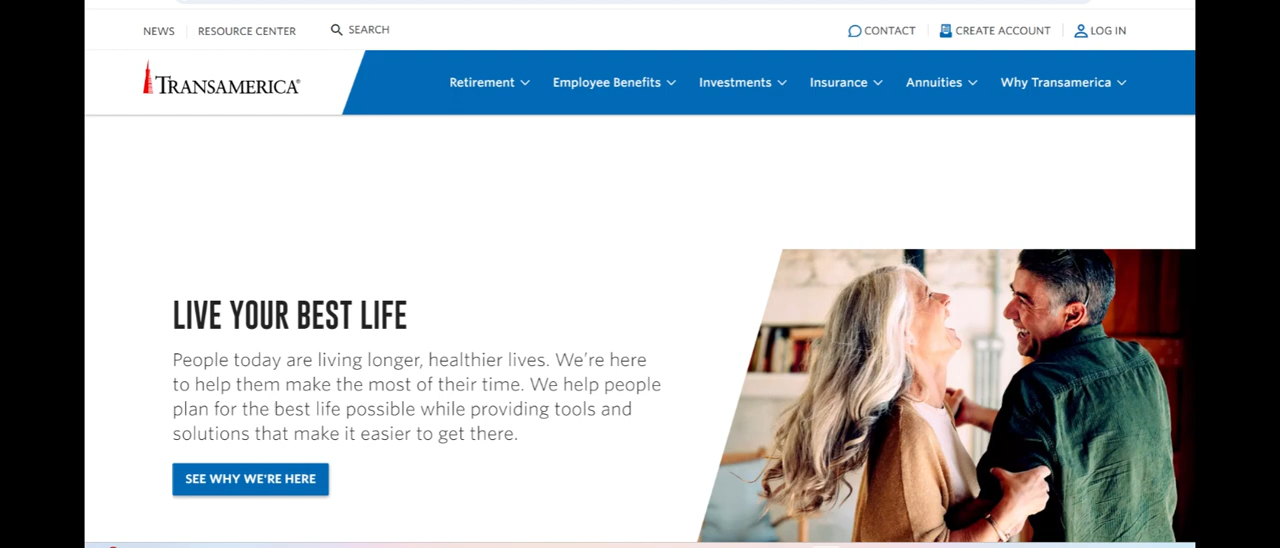 NEWS
RESOURCE CENTER
SEARCH
CONTACT
CREATE ACCOUNT
LOG IN
TRANSAMERICA®
Retirement
Employee Benefits
Investments
Insurance
Annuities
Why Transamerica
LIVE YOUR BEST LIFE
People today are living longer, healthier lives. We're here
to help them make the most of their time. We help people
plan for the best life possible while providing tools and
solutions that make it easier to get there.
SEE WHY WE'RE HERE